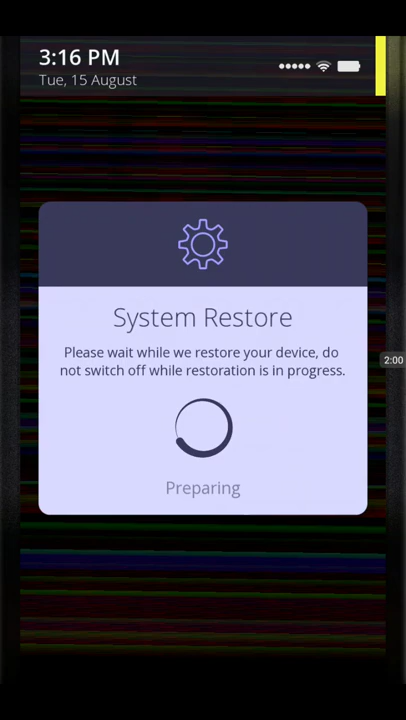 3:16 PM
Tue, 15 August
System Restore
Please wait while we restore your device, do
not switch off while restoration is in progress.
2:00
Preparing